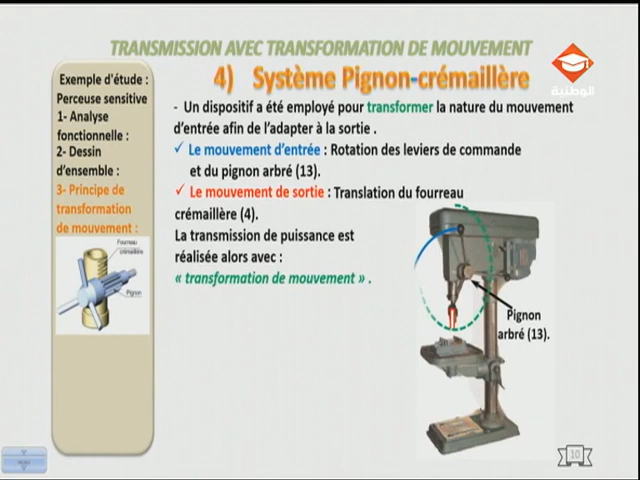 TRANSMISSION AVEC TRANSFORMATION DE MOUVEMENT
4) Système Pignon-crémaillère
الوطنية
Exemple d'étude :
Perceuse sensitive
1- Analyse
fonctionnelle :
2- Dessin
d'ensemble :
3- Principe de
transformation
de mouvement :
Fourreau
crémaillère
Pignon
- Un dispositif a été employé pour transformer la nature du mouvement
d'entrée afin de l'adapter à la sortie .
✓ Le mouvement d'entrée : Rotation des leviers de commande
et du pignon arbré (13).
✓ Le mouvement de sortie : Translation du fourreau
crémaillère (4).
La transmission de puissance est
réalisée alors avec :
« transformation de mouvement » .
Pignon
arbré (13).
10
MENU